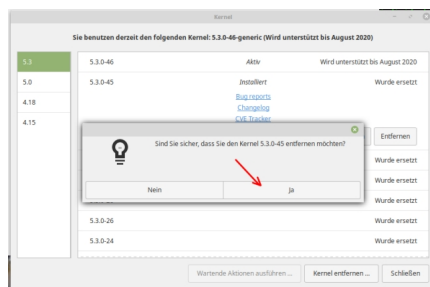 Kernel
Sie benutzen derzeit den folgenden Kernel: 5.3.0-46-generic (Wird unterstützt bis August 2020)
5.3
5.3.0-46 Aktiv Wird unterstützt bis August 2020
5.0
5.3.0-45 Installiert Wurde ersetzt
4.18
Bug reports
Changelog
4.15
CVE Tracker
Entfernen
Sind Sie sicher, dass Sie den Kernel 5.3.0-45 entfernen möchten?
Wurde ersetzt
Wurde ersetzt
Nein Ja
Wurde ersetzt
5.3.0-26 Wurde ersetzt
5.3.0-24 Wurde ersetzt
Wartende Aktionen ausführen ... Kernel entfernen ... Schließen